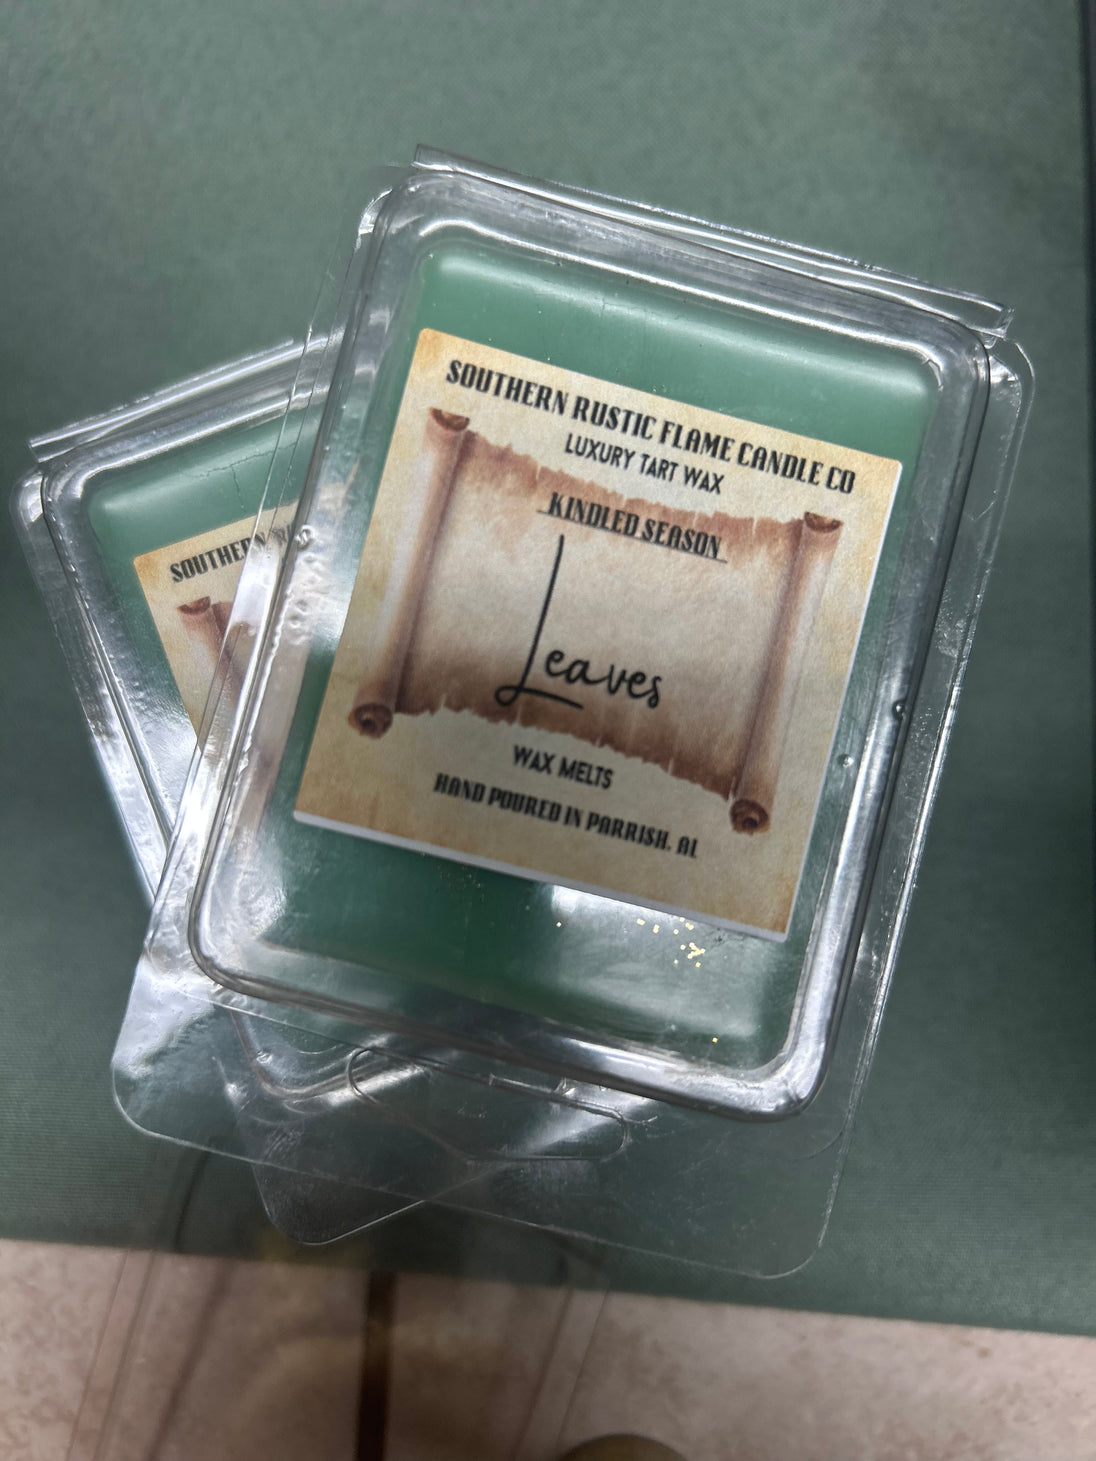 SOUTHERN RUSTIC FLAME CANDLE CO
LUXURY TART WAX
KINDLED SEASON
Leaves
WAX MELTS
HAND POURED IN PARRISH, AL
SOUTHERN